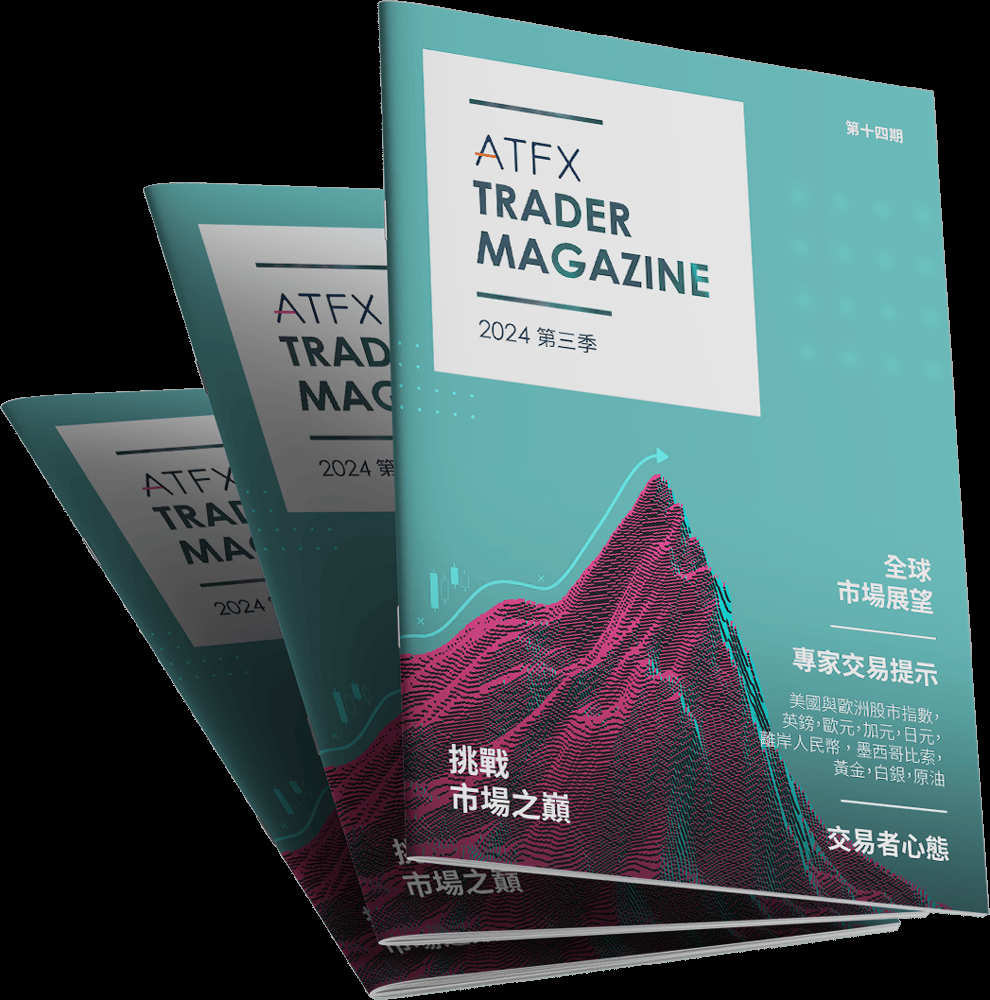 第十四期
ATFX
TRADER
MAGAZINE
2024 第三季
全球
市場展望
專家交易提示
美國與歐洲股市指數,
英鎊,歐元,加元,日元,
離岸人民幣,墨西哥比索,
黃金,白銀,原油
交易者心態
挑戰
市場之巔
ATFX
TRAD
MAG
2024 第
市場之巔
ATFX
TRA
MA
2024